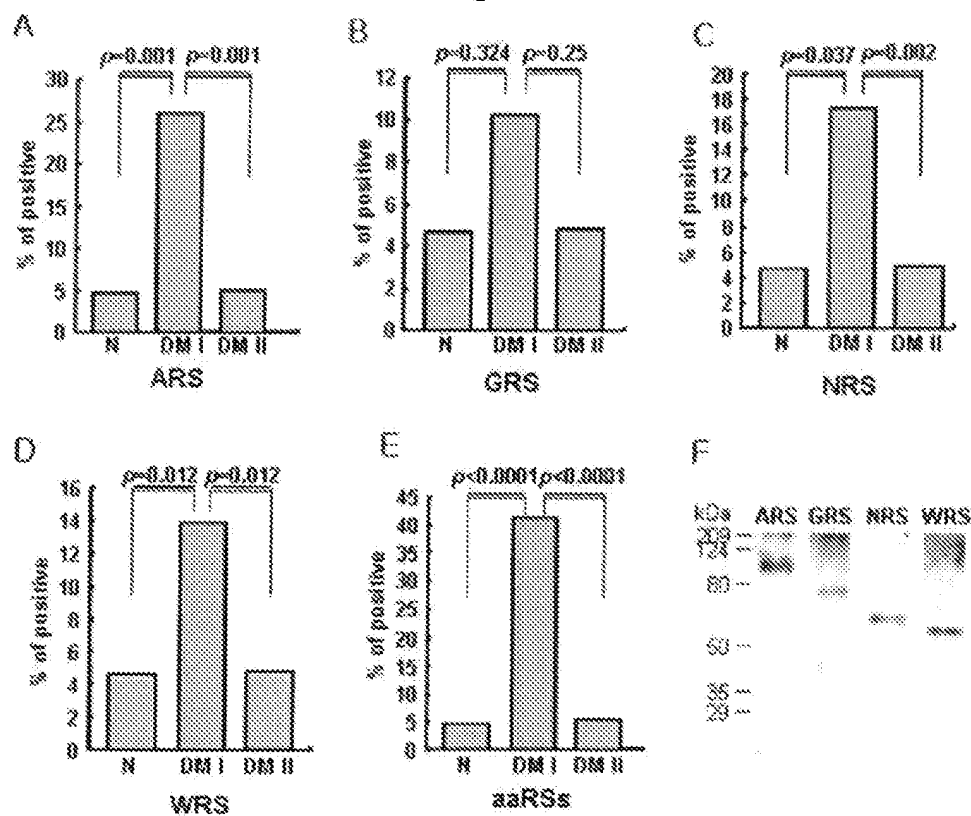 A
p=0.001 p=0.001
% of positive
30
25
20
15
10
5
0
N DM I DM II
ARS
B
p=0.324 p=0.25
% of positive
12
10
8
6
4
2
0
N DM I DM II
GRS
C
p=0.037 p=0.002
% of positive
20
18
16
14
12
10
8
6
4
2
0
N DM I DM II
NRS
D
p=0.012 p=0.012
% of positive
16
14
12
10
8
6
4
2
0
N DM I DM II
WRS
E
p<0.0001 p<0.0001
% of positive
45
40
35
30
25
20
15
10
5
0
N DM I DM II
aaRSs
F
kDa ARS GRS NRS WRS
209
124
80
50
35
29